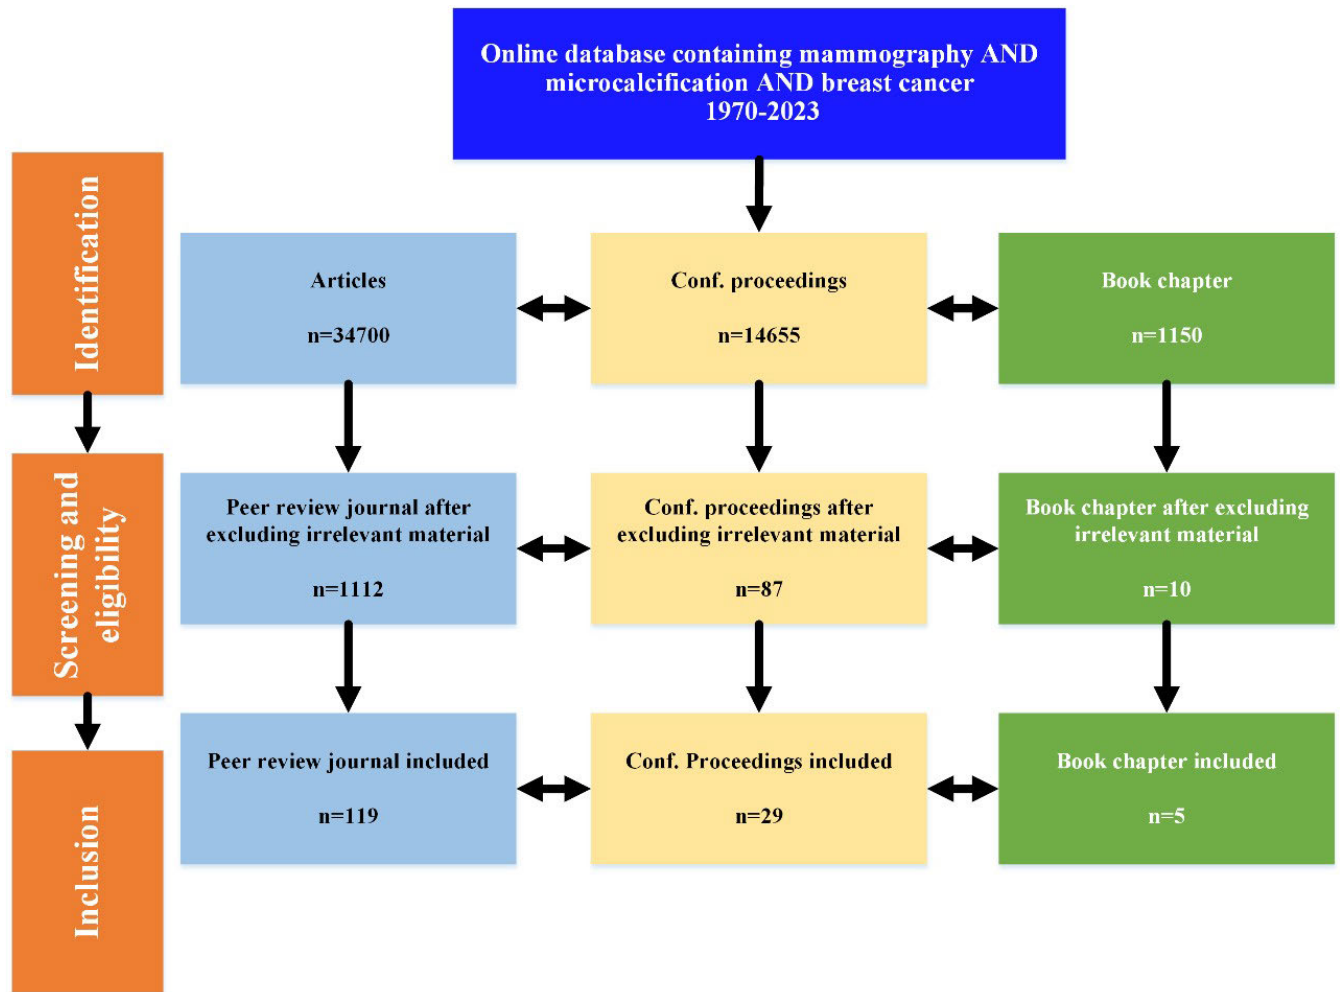 Online database containing mammography AND
microcalcification AND breast cancer
1970-2023
Identification
Articles
n=34700
Conf. proceedings
n=14655
Book chapter
n=1150
Screening and
eligibility
Peer review journal after
excluding irrelevant material
n=1112
Conf. proceedings after
excluding irrelevant material
n=87
Book chapter after excluding
irrelevant material
n=10
Inclusion
Peer review journal included
n=119
Conf. Proceedings included
n=29
Book chapter included
n=5